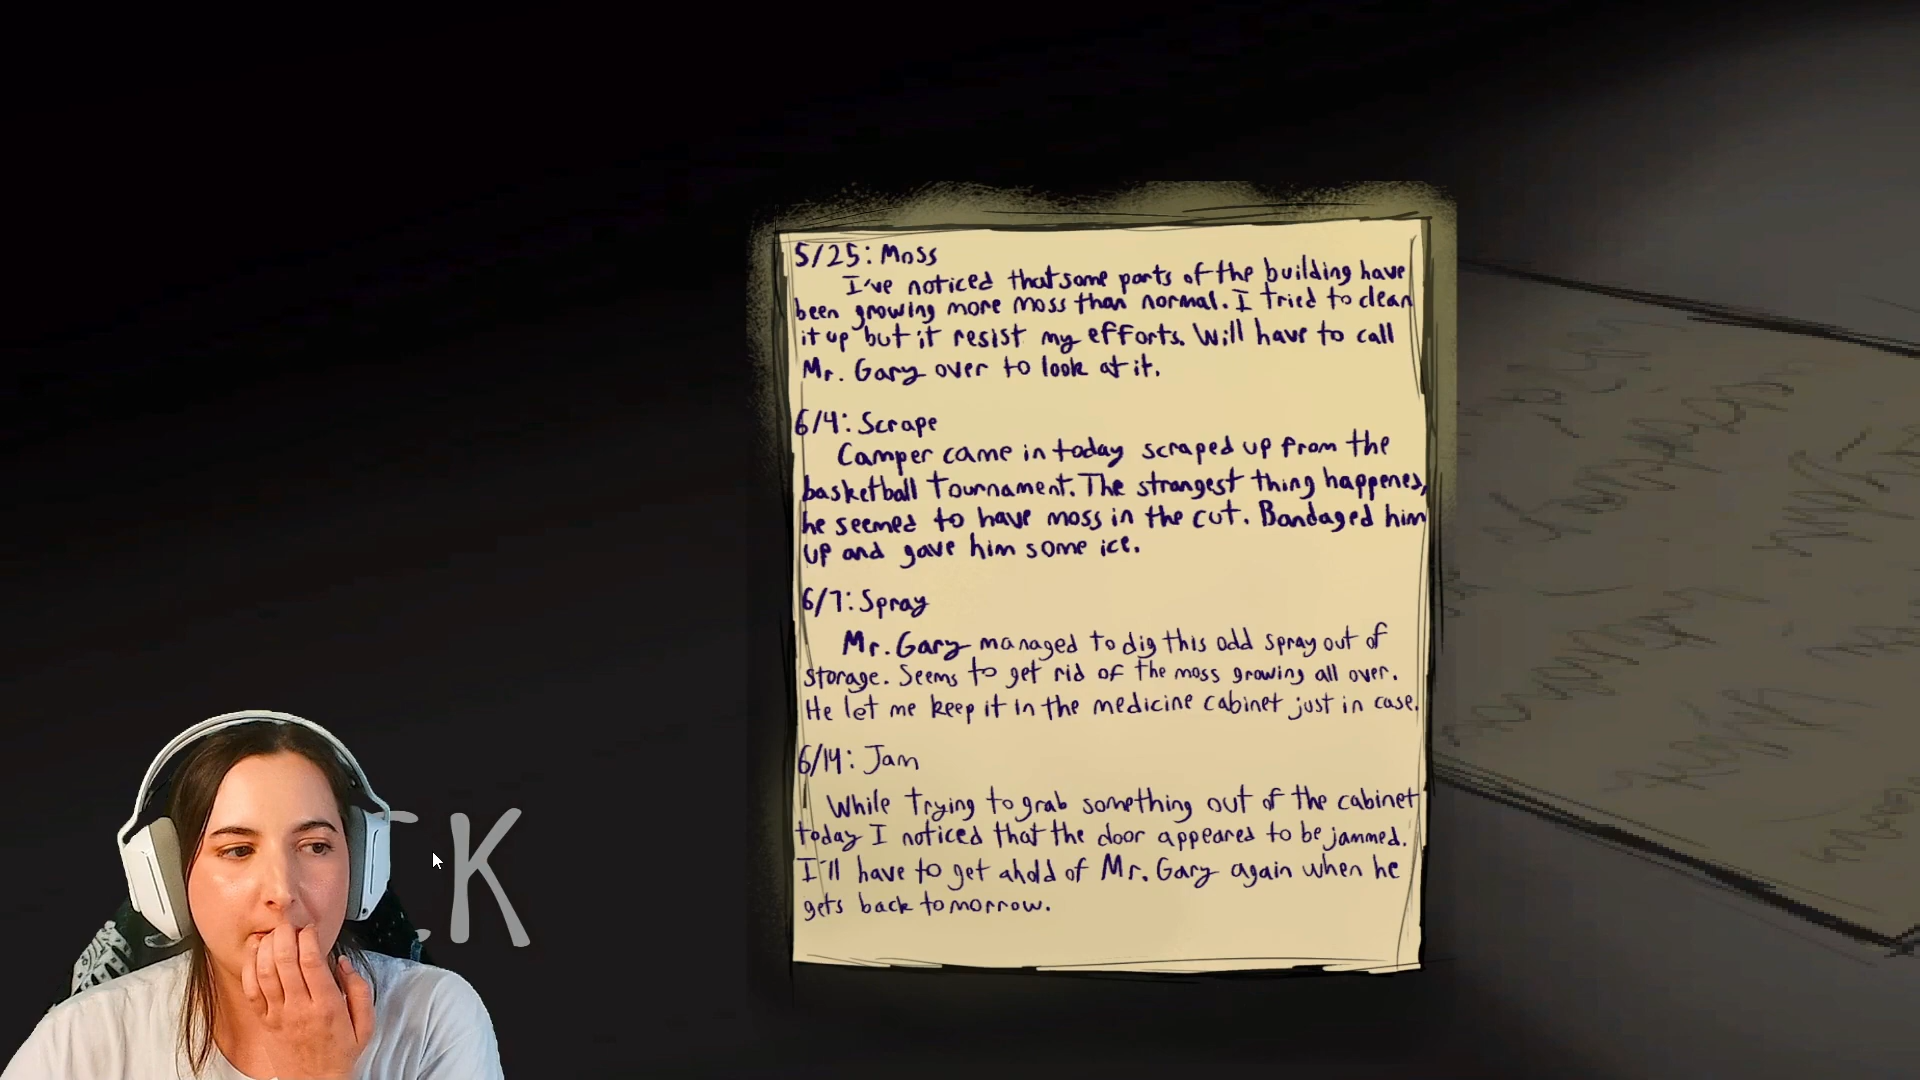 5/25: Moss
I've noticed that some parts of the building have
been growing more moss than normal. I tried to clean
it up but it resist my efforts. Will have to call
Mr. Gary over to look at it.
6/4: Scrape
Camper came in today scraped up from the
basketball tournament. The strangest thing happened,
he seemed to have moss in the cut. Bandaged him
up and gave him some ice.
6/7: Spray
Mr. Gary managed to dig this odd spray out of
storage. Seems to get rid of the moss growing all over.
He let me keep it in the medicine cabinet just in case.
6/14: Jam
While trying to grab something out of the cabinet
today I noticed that the door appeared to be jammed.
I'll have to get ahold of Mr. Gary again when he
gets back tomorrow.